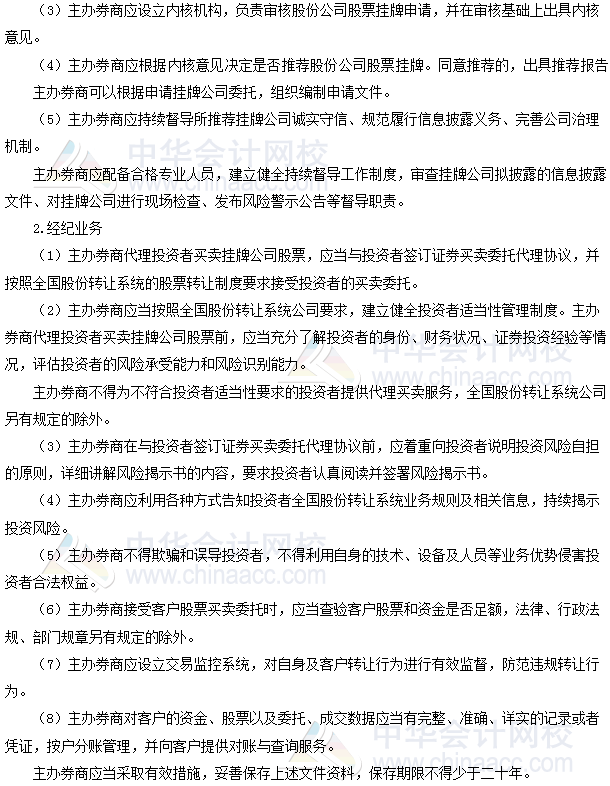 （3）主办券商应设立内核机构，负责审核股份公司股票挂牌申请，并在审核基础上出具内核
意见。
（4）主办券商应根据内核意见决定是否推荐股份公司股票挂牌。同意推荐的，出具推荐报告
主办券商可以根据申请挂牌公司委托，组织编制申请文件。
（5）主办券商应持续督导所推荐挂牌公司诚实守信、规范履行信息披露义务、完善公司治理
机制。
主办券商应配备合格专业人员，建立健全持续督导工作制度，审查挂牌公司拟披露的信息披露
文件、对挂牌公司进行现场检查、发布风险警示公告等督导职责。
2.经纪业务
（1）主办券商代理投资者买卖挂牌公司股票，应当与投资者签订证券买卖委托代理协议，并
按照全国股份转让系统的股票转让制度要求接受投资者的买卖委托。
（2）主办券商应当按照全国股份转让系统公司要求，建立健全投资者适当性管理制度。主办
券商代理投资者买卖挂牌公司股票前，应当充分了解投资者的身份、财务状况、证券投资经验等情
况，评估投资者的风险承受能力和风险识别能力。
主办券商不得为不符合投资者适当性要求的投资者提供代理买卖服务，全国股份转让系统公司
另有规定的除外。
（3）主办券商在与投资者签订证券买卖委托代理协议前，应着重向投资者说明投资风险自担
的原则，详细讲解风险揭示书的内容，要求投资者认真阅读并签署风险揭示书。
（4）主办券商应利用各种方式告知投资者全国股份转让系统业务规则及相关信息，持续揭示
投资风险。
（5）主办券商不得欺骗和误导投资者，不得利用自身的技术、设备及人员等业务优势侵害投
资者合法权益。
（6）主办券商接受客户股票买卖委托时，应当查验客户股票和资金是否足额，法律、行政法
规、部门规章另有规定的除外。
（7）主办券商应设立交易监控系统，对自身及客户转让行为进行有效监督，防范违规转让行
为。
（8）主办券商对客户的资金、股票以及委托、成交数据应当有完整、准确、详实的记录或者
凭证，按户分账管理，并向客户提供对账与查询服务。
主办券商应当采取有效措施，妥善保存上述文件资料，保存期限不得少于二十年。
中华会计网校
www.chinaacc.com
中华会计网校
www.chinaacc.com
中华会计网校
www.chinaacc.com
中华会计网校
www.chinaacc.com